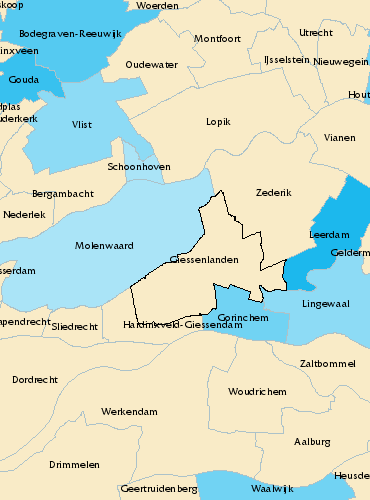 skoop
Woerden
Bodegraven-Reeuwijk
Montfoort
Utrecht
inxveen
IJsselstein
Nieuwegein
Oudewater
Gouda
Hout
plas
uderkerk
Vlist
Lopik
Vianen
Schoonhoven
Bergambacht
Zederik
Nederlek
Leerdam
Molenwaard
Gelderm
Giessenlanden
sserdam
Lingewaal
apendrecht
Sliedrecht
Hardinxveld-Giessendam
Gorinchem
Zaltbommel
Dordrecht
Woudrichem
Werkendam
Aalburg
Drimmelen
Heusde
Geertruidenberg
Waalwijk